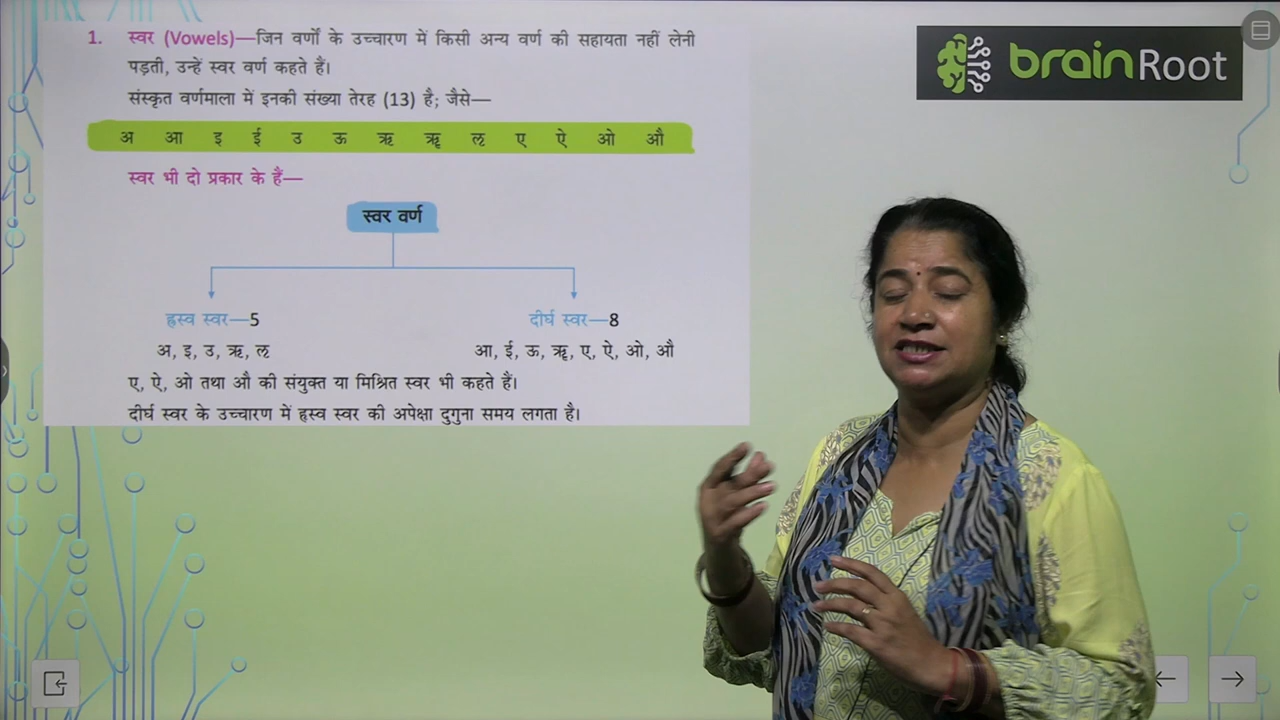 1. स्वर (Vowels)—जिन वर्णों के उच्चारण में किसी अन्य वर्ण की सहायता नहीं लेनी
पड़ती, उन्हें स्वर वर्ण कहते हैं।
संस्कृत वर्णमाला में इनकी संख्या तेरह (13) है; जैसे—
अ आ इ ई उ ऊ ऋ ॠ ऌ ए ऐ ओ औ
स्वर भी दो प्रकार के हैं—
स्वर वर्ण
ह्रस्व स्वर—5 दीर्घ स्वर—8
अ, इ, उ, ऋ, ऌ आ, ई, ऊ, ॠ, ए, ऐ, ओ, औ
ए, ऐ, ओ तथा औ की संयुक्त या मिश्रित स्वर भी कहते हैं।
दीर्घ स्वर के उच्चारण में हृस्व स्वर की अपेक्षा दुगुना समय लगता है।
brainRoot